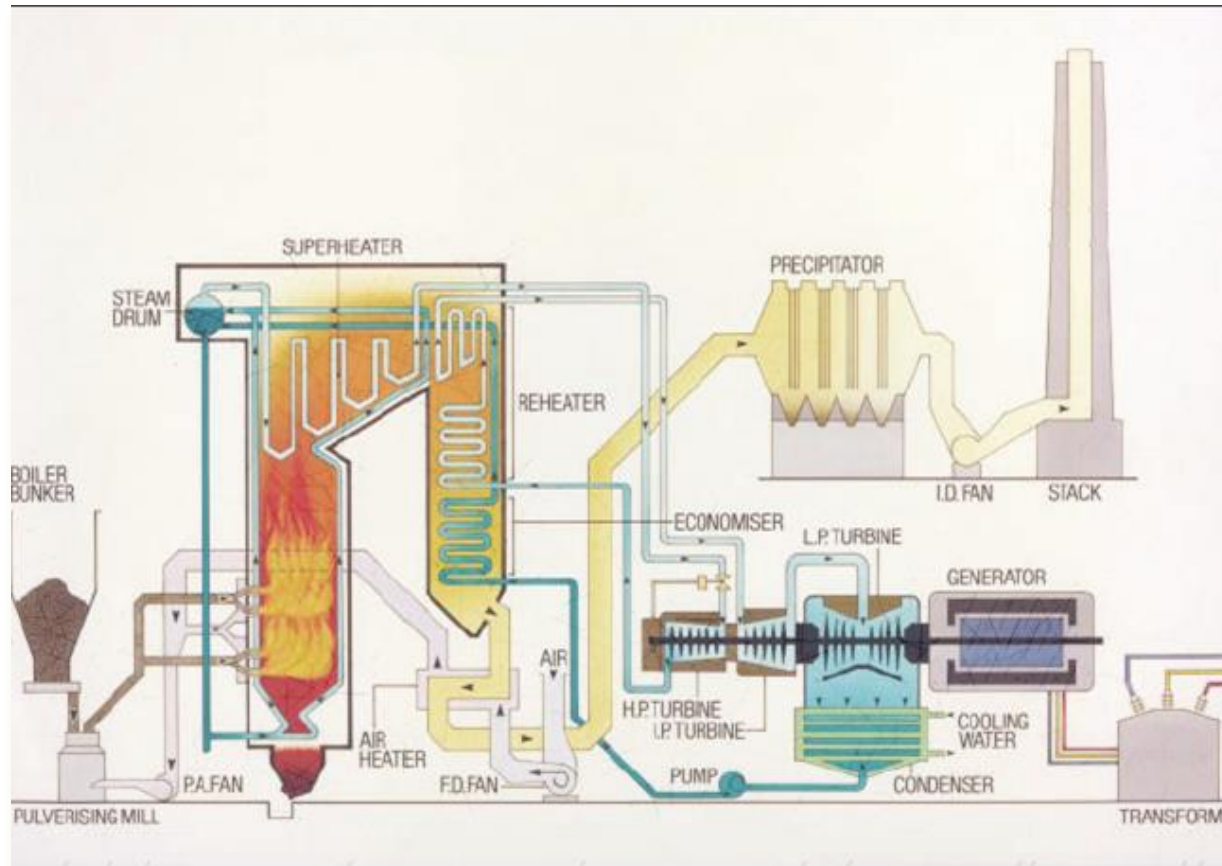 SUPERHEATER
STEAM
DRUM
PRECIPITATOR
REHEATER
BOILER
BUNKER
I.D. FAN
STACK
ECONOMISER
L.P. TURBINE
GENERATOR
AIR
H.P. TURBINE
I.P. TURBINE
COOLING
WATER
AIR
HEATER
PUMP
CONDENSER
P.A. FAN
F.D. FAN
PULVERISING MILL
TRANSFORM